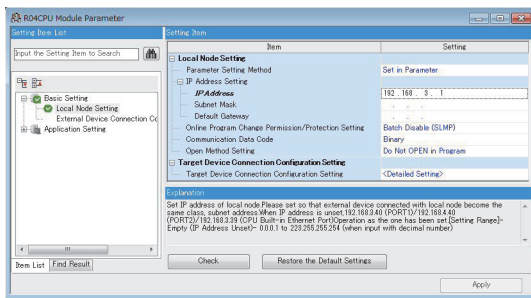 R04CPU Module Parameter
Setting Item List
Setting Item
Input the Setting Item to Search
Item
Setting
Local Node Setting
Parameter Setting Method
Set in Parameter
IP Address Setting
IP Address
192 . 168 . 3 . 1
Subnet Mask
. . .
Default Gateway
. . .
Online Program Change Permission/Protection Setting
Batch Disable (SLMP)
Communication Data Code
Binary
Open Method Setting
Do Not OPEN in Program
Target Device Connection Configuration Setting
Target Device Connection Configuration Setting
<Detailed Setting>
Basic Setting
Local Node Setting
External Device Connection Co
Application Setting
Explanation
Set IP address of local node.Please set so that external device connected with local node become the
same class, subnet address.When IP address is unset,192.168.3.40 (PORT1)/192.168.4.40
(PORT2)/192.168.3.39 (CPU Built-in Ethernet Port)Operation as the one has been set.[Setting Range]-
Empty (IP Address Unset)- 0.0.0.1 to 223.255.255.254 (when input with decimal number)
Item List
Find Result
Check
Restore the Default Settings
Apply